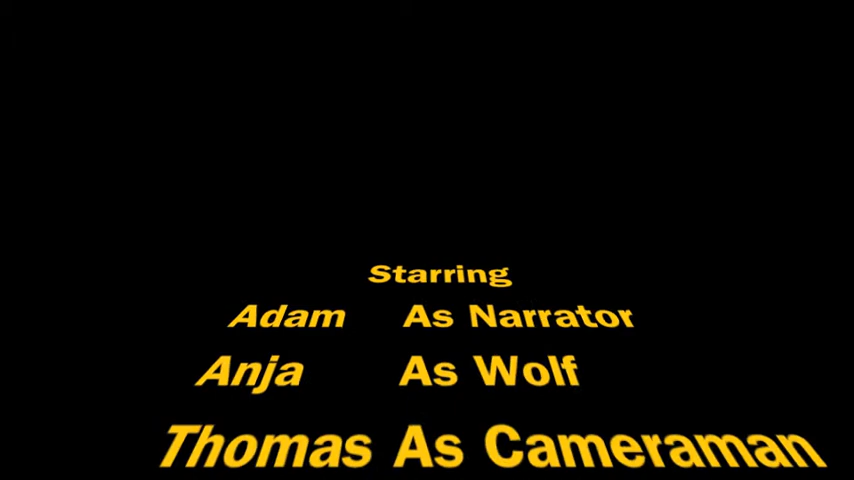 Starring
Adam As Narrator
Anja As Wolf
Thomas As Cameraman